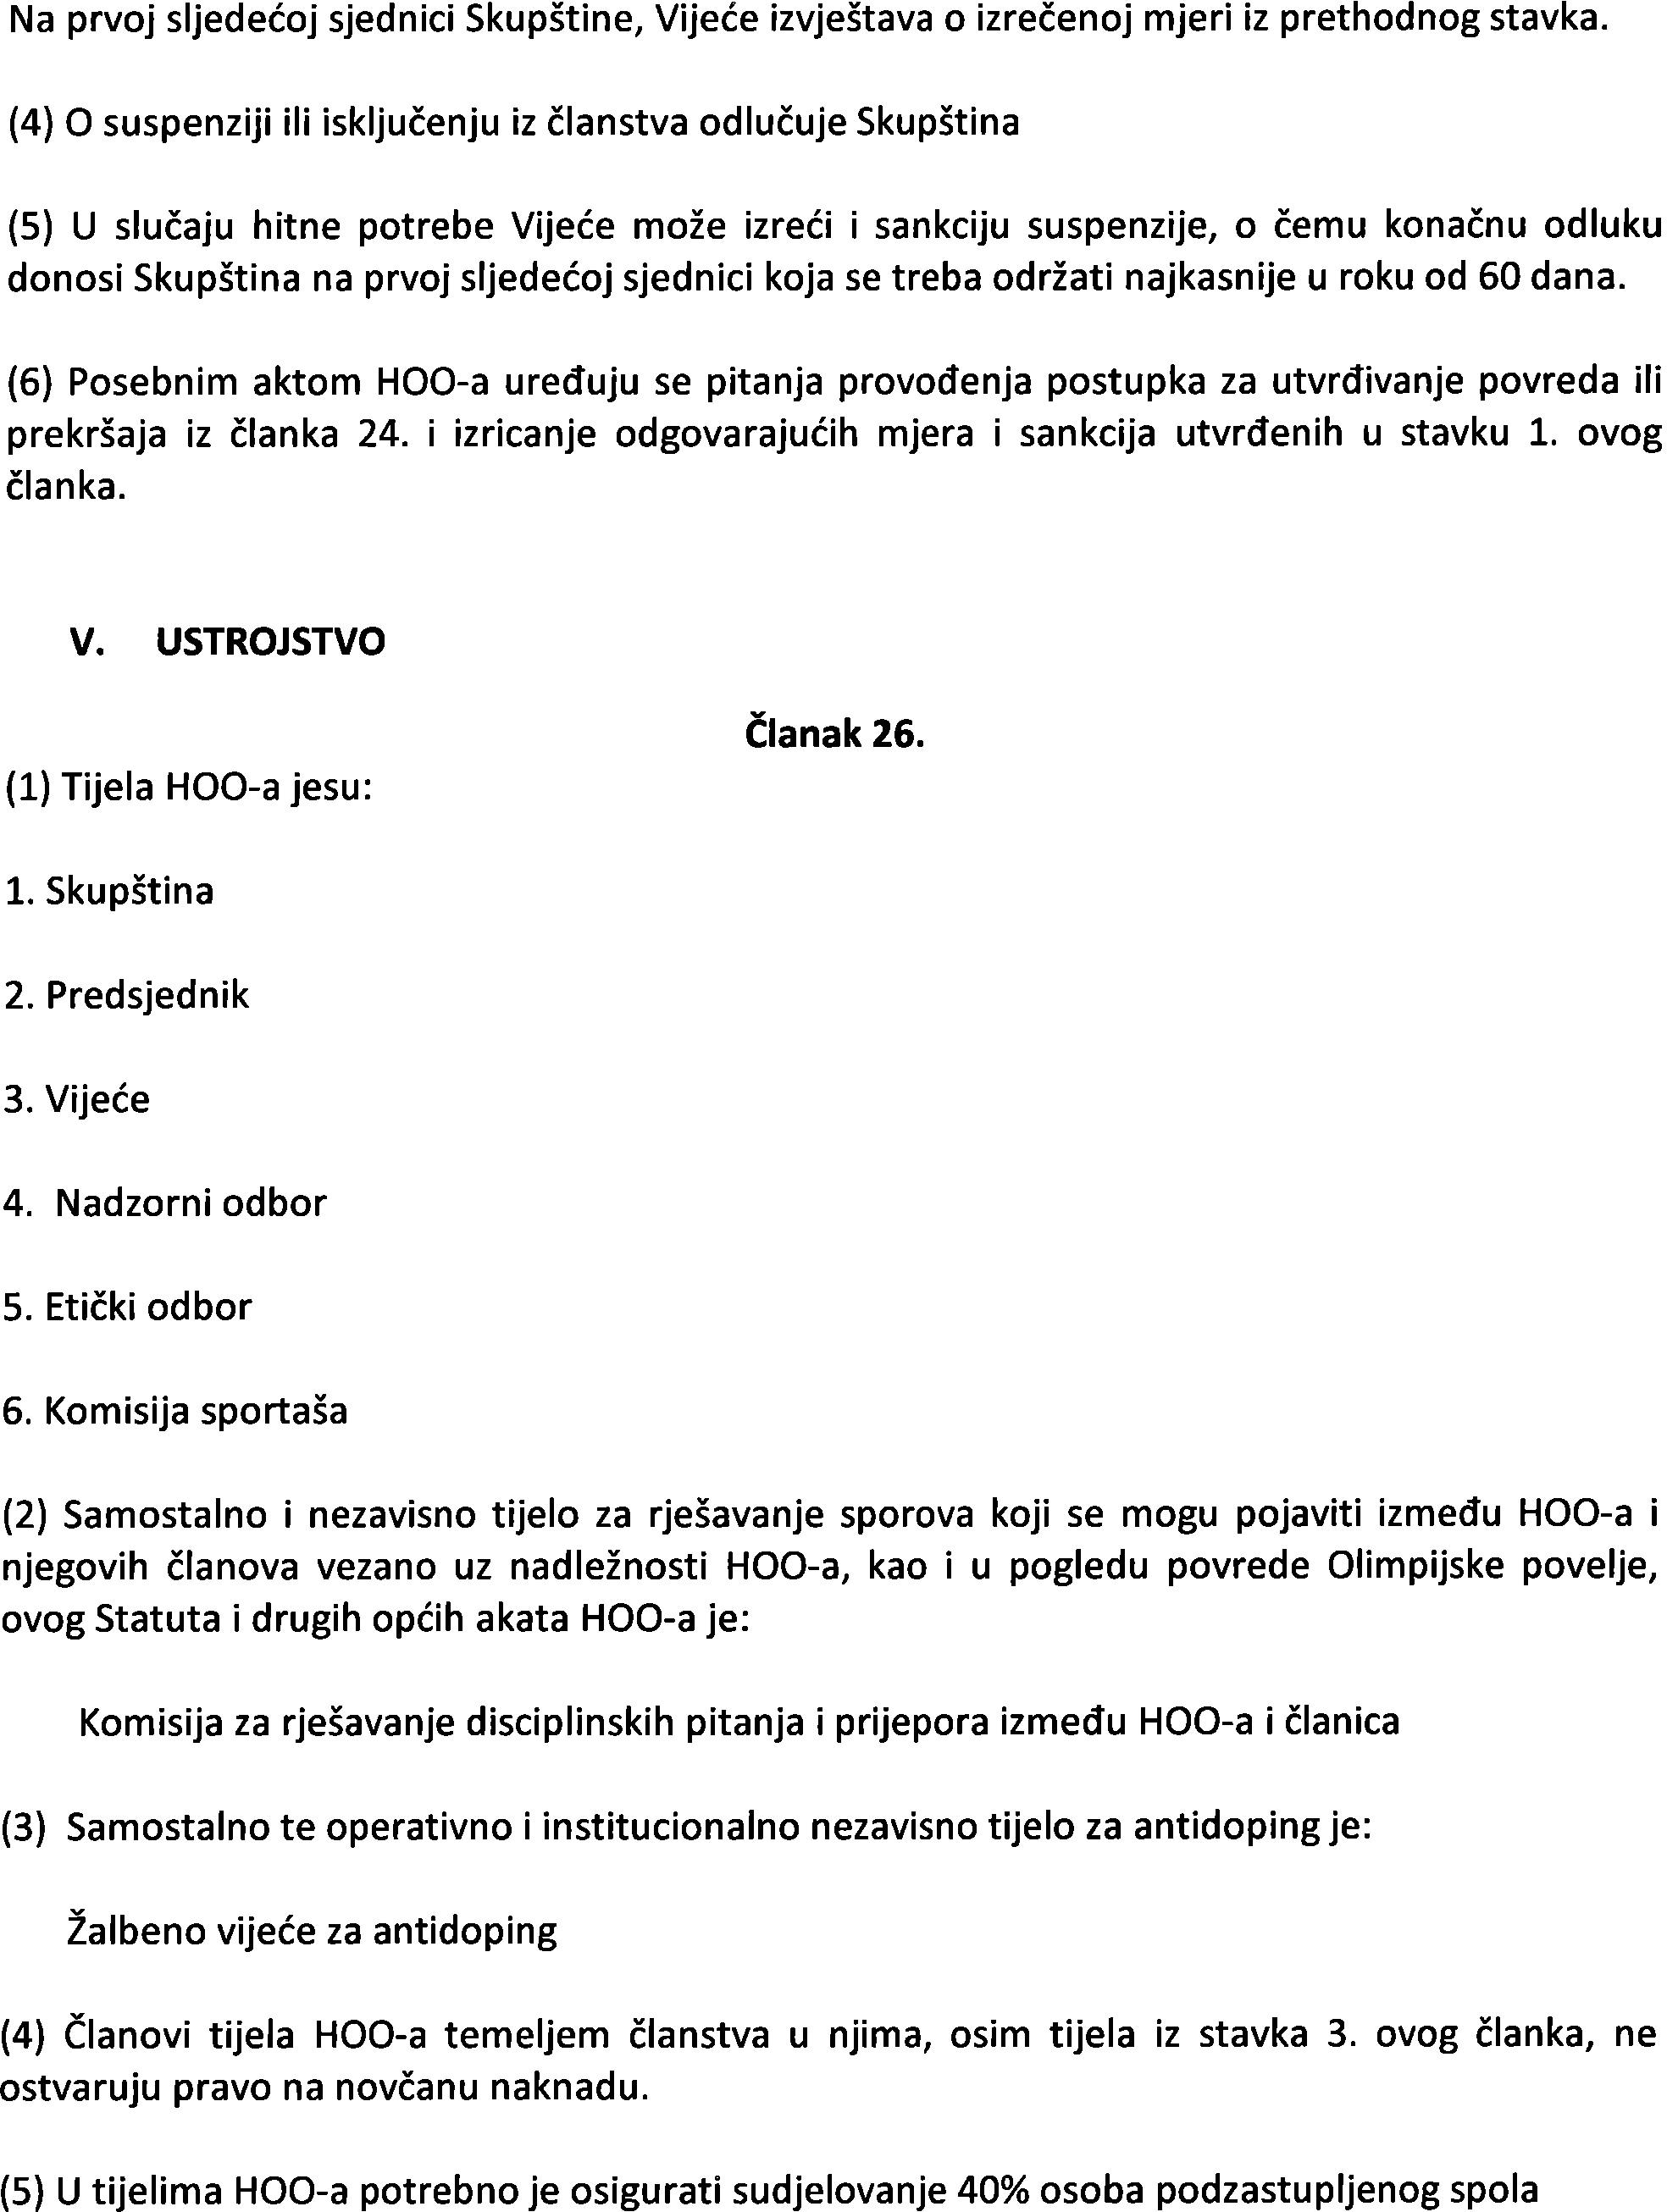 Na prvoj sljedećoj sjednici Skupštine, Vijeće izvještava o izrečenoj mjeri iz prethodnog stavka.
(4) O suspenziji ili isključenju iz članstva odlučuje Skupština
(5) U slučaju hitne potrebe Vijeće može izreći i sankciju suspenzije, o čemu konačnu odluku
donosi Skupština na prvoj sljedećoj sjednici koja se treba održati najkasnije u roku od 60 dana.
(6) Posebnim aktom HOO-a uređuju se pitanja provođenja postupka za utvrđivanje povreda ili
prekršaja iz članka 24. i izricanje odgovarajućih mjera i sankcija utvrđenih u stavku 1. ovog
članka.
V. USTROJSTVO
Članak 26.
(1) Tijela HOO-a jesu:
1. Skupština
2. Predsjednik
3. Vijeće
4. Nadzorni odbor
5. Etički odbor
6. Komisija sportaša
(2) Samostalno i nezavisno tijelo za rješavanje sporova koji se mogu pojaviti između HOO-a i
njegovih članova vezano uz nadležnosti HOO-a, kao i u pogledu povrede Olimpijske povelje,
ovog Statuta i drugih općih akata HOO-a je:
Komisija za rješavanje disciplinskih pitanja i prijepora između HOO-a i članica
(3) Samostalno te operativno i institucionalno nezavisno tijelo za antidoping je:
Žalbeno vijeće za antidoping
(4) Članovi tijela HOO-a temeljem članstva u njima, osim tijela iz stavka 3. ovog članka, ne
ostvaruju pravo na novčanu naknadu.
(5) U tijelima HOO-a potrebno je osigurati sudjelovanje 40% osoba podzastupljenog spola